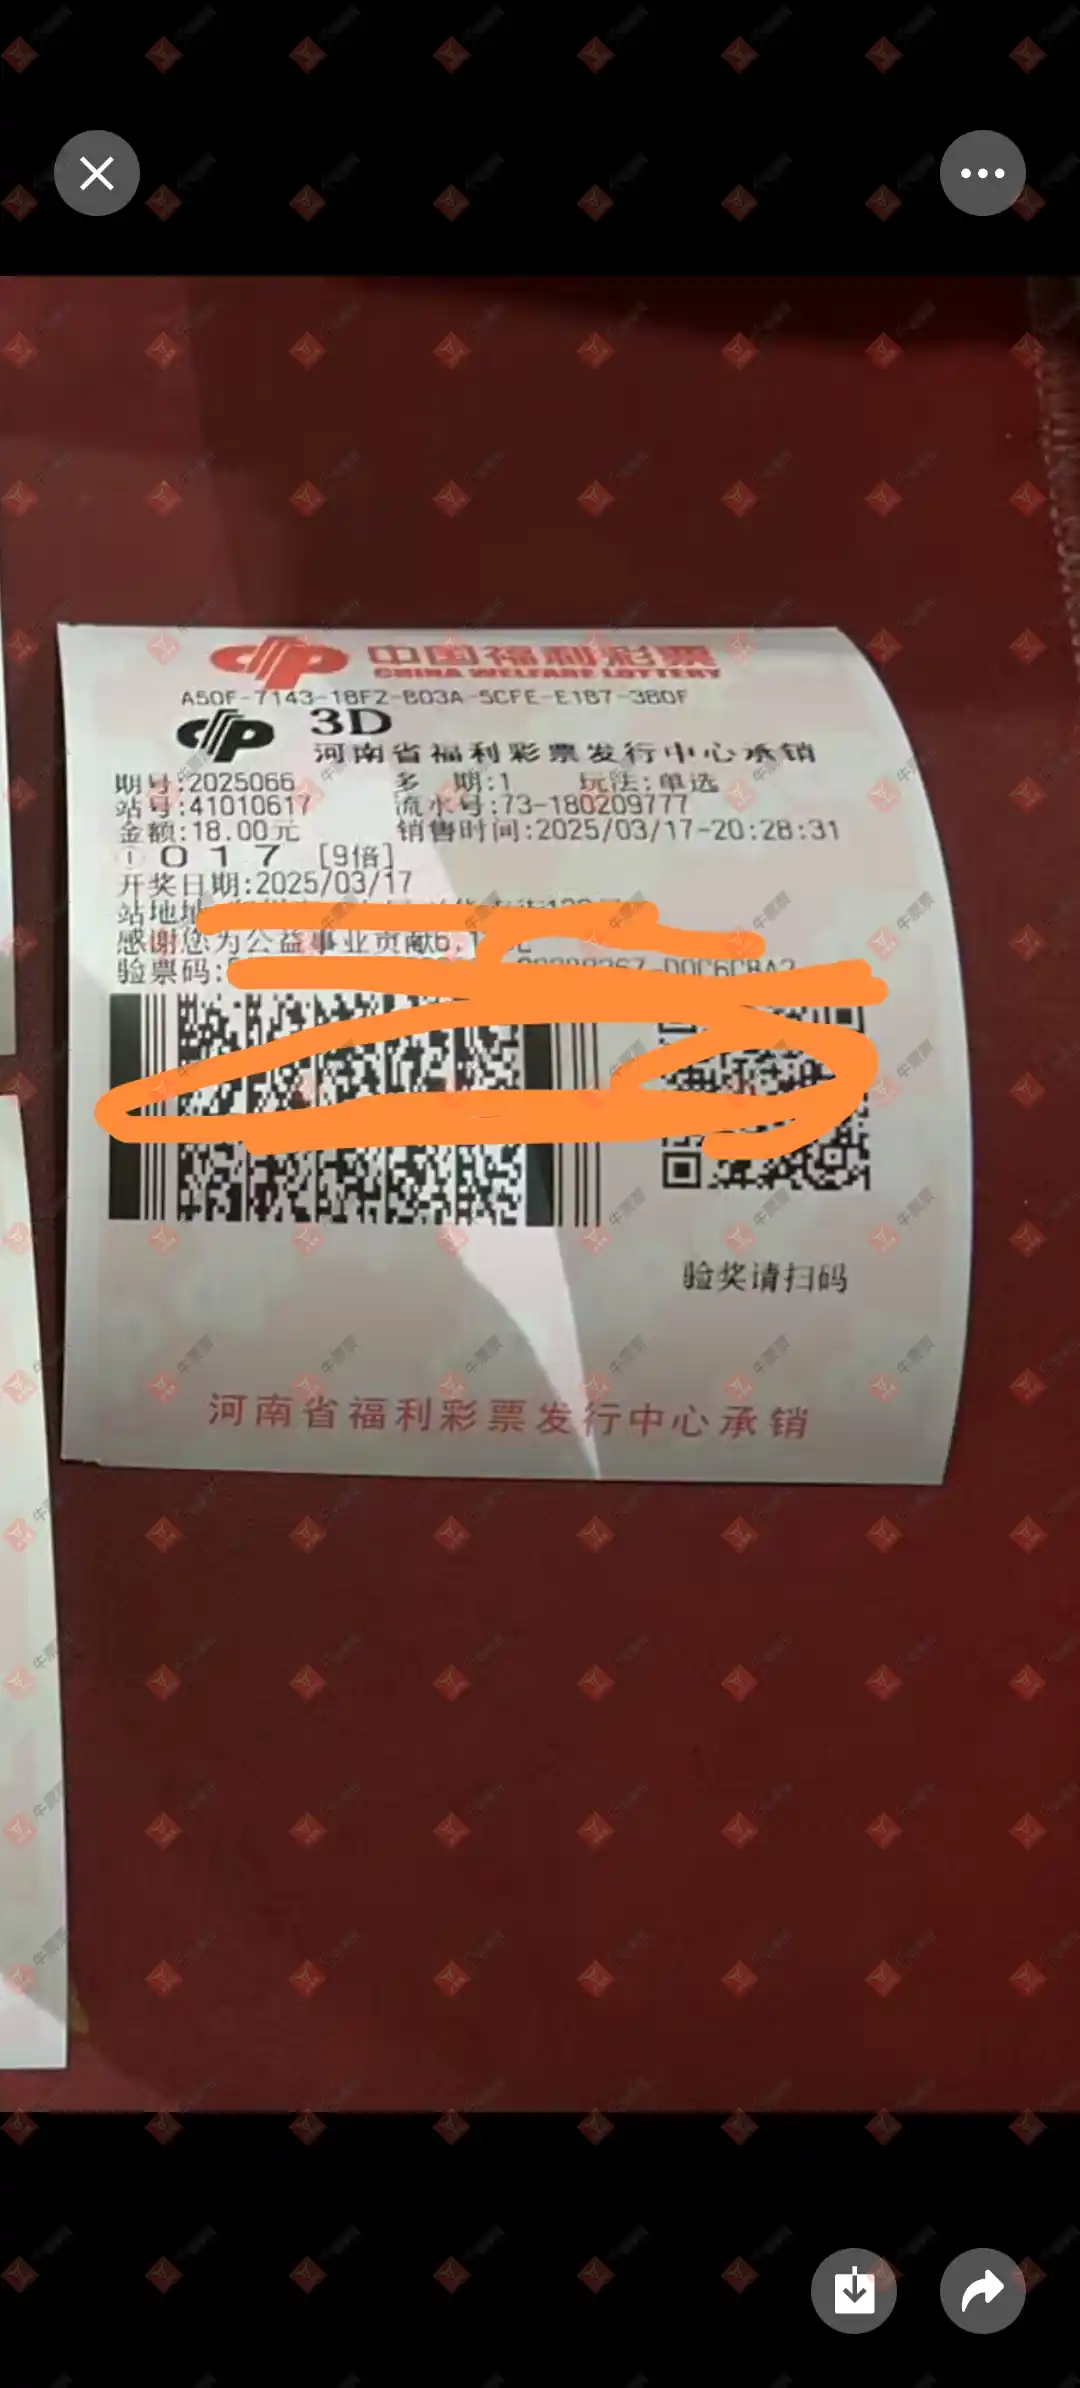 中国福利彩票
CHINA WELFARE LOTTERY
A50F-7143-18F2-B03A-5CFE-E1B7-380F
3D
河南省福利彩票发行中心承销
期号:2025066 多 期:1 玩法:单选
站号:41010617 流水号:73-180209777
金额:18.00元 销售时间:2025/03/17-20:28:31
① 0 1 7 [9倍]
开奖日期:2025/03/17
站地址
感谢您为公益事业贡献6.
验票码:
验奖请扫码
河南省福利彩票发行中心承销